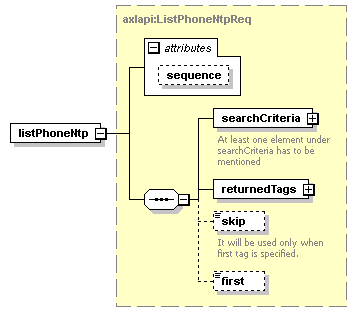 axlapi:ListPhoneNtpReq
attributes
sequence
listPhoneNtp
searchCriteria
At least one element under
searchCriteria has to be
mentioned
returnedTags
skip
It will be used only when
first tag is specified.
first